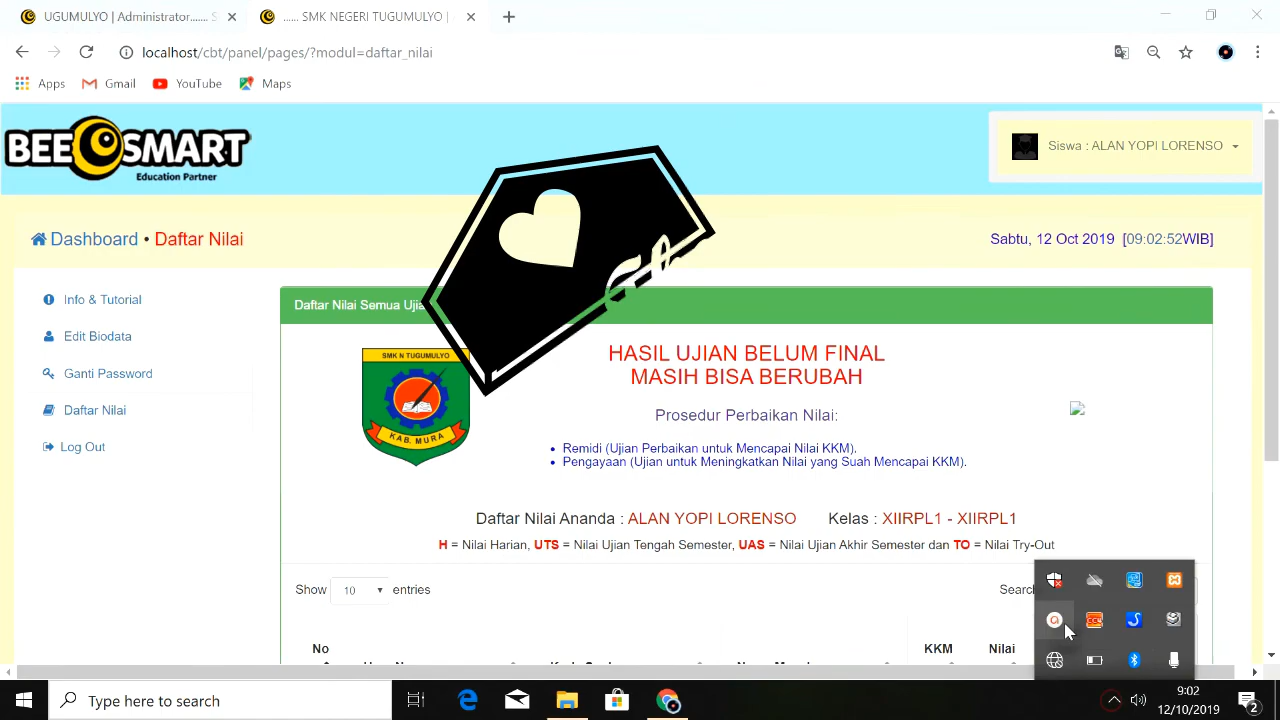 UGUMULYO | Administrator....... S
...... SMK NEGERI TUGUMULYO |
localhost/cbt/panel/pages/?modul=daftar_nilai
Apps Gmail YouTube Maps
BEESMART
Education Partner
Siswa : ALAN YOPI LORENSO
Dashboard • Daftar Nilai
Sabtu, 12 Oct 2019 [09:02:52WIB]
Info & Tutorial
Edit Biodata
Ganti Password
Daftar Nilai
Log Out
Daftar Nilai Semua Ujia
SMK N TUGUMULYO
KAB. MURA
HASIL UJIAN BELUM FINAL
MASIH BISA BERUBAH
Prosedur Perbaikan Nilai:
Remidi (Ujian Perbaikan untuk Mencapai Nilai KKM).
Pengayaan (Ujian untuk Meningkatkan Nilai yang Suah Mencapai KKM).
Daftar Nilai Ananda : ALAN YOPI LORENSO Kelas : XIIRPL1 - XIIRPL1
H = Nilai Harian, UTS = Nilai Ujian Tengah Semester, UAS = Nilai Ujian Akhir Semester dan TO = Nilai Try-Out
Show 10 entries
Search
No KKM Nilai
Type here to search
9:02
12/10/2019
2